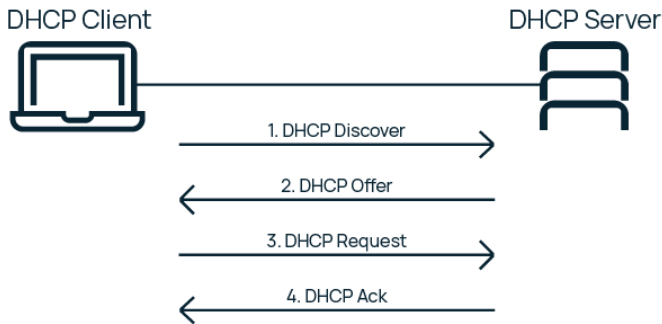 DHCP Client
DHCP Server
1. DHCP Discover
2. DHCP Offer
3. DHCP Request
4. DHCP Ack